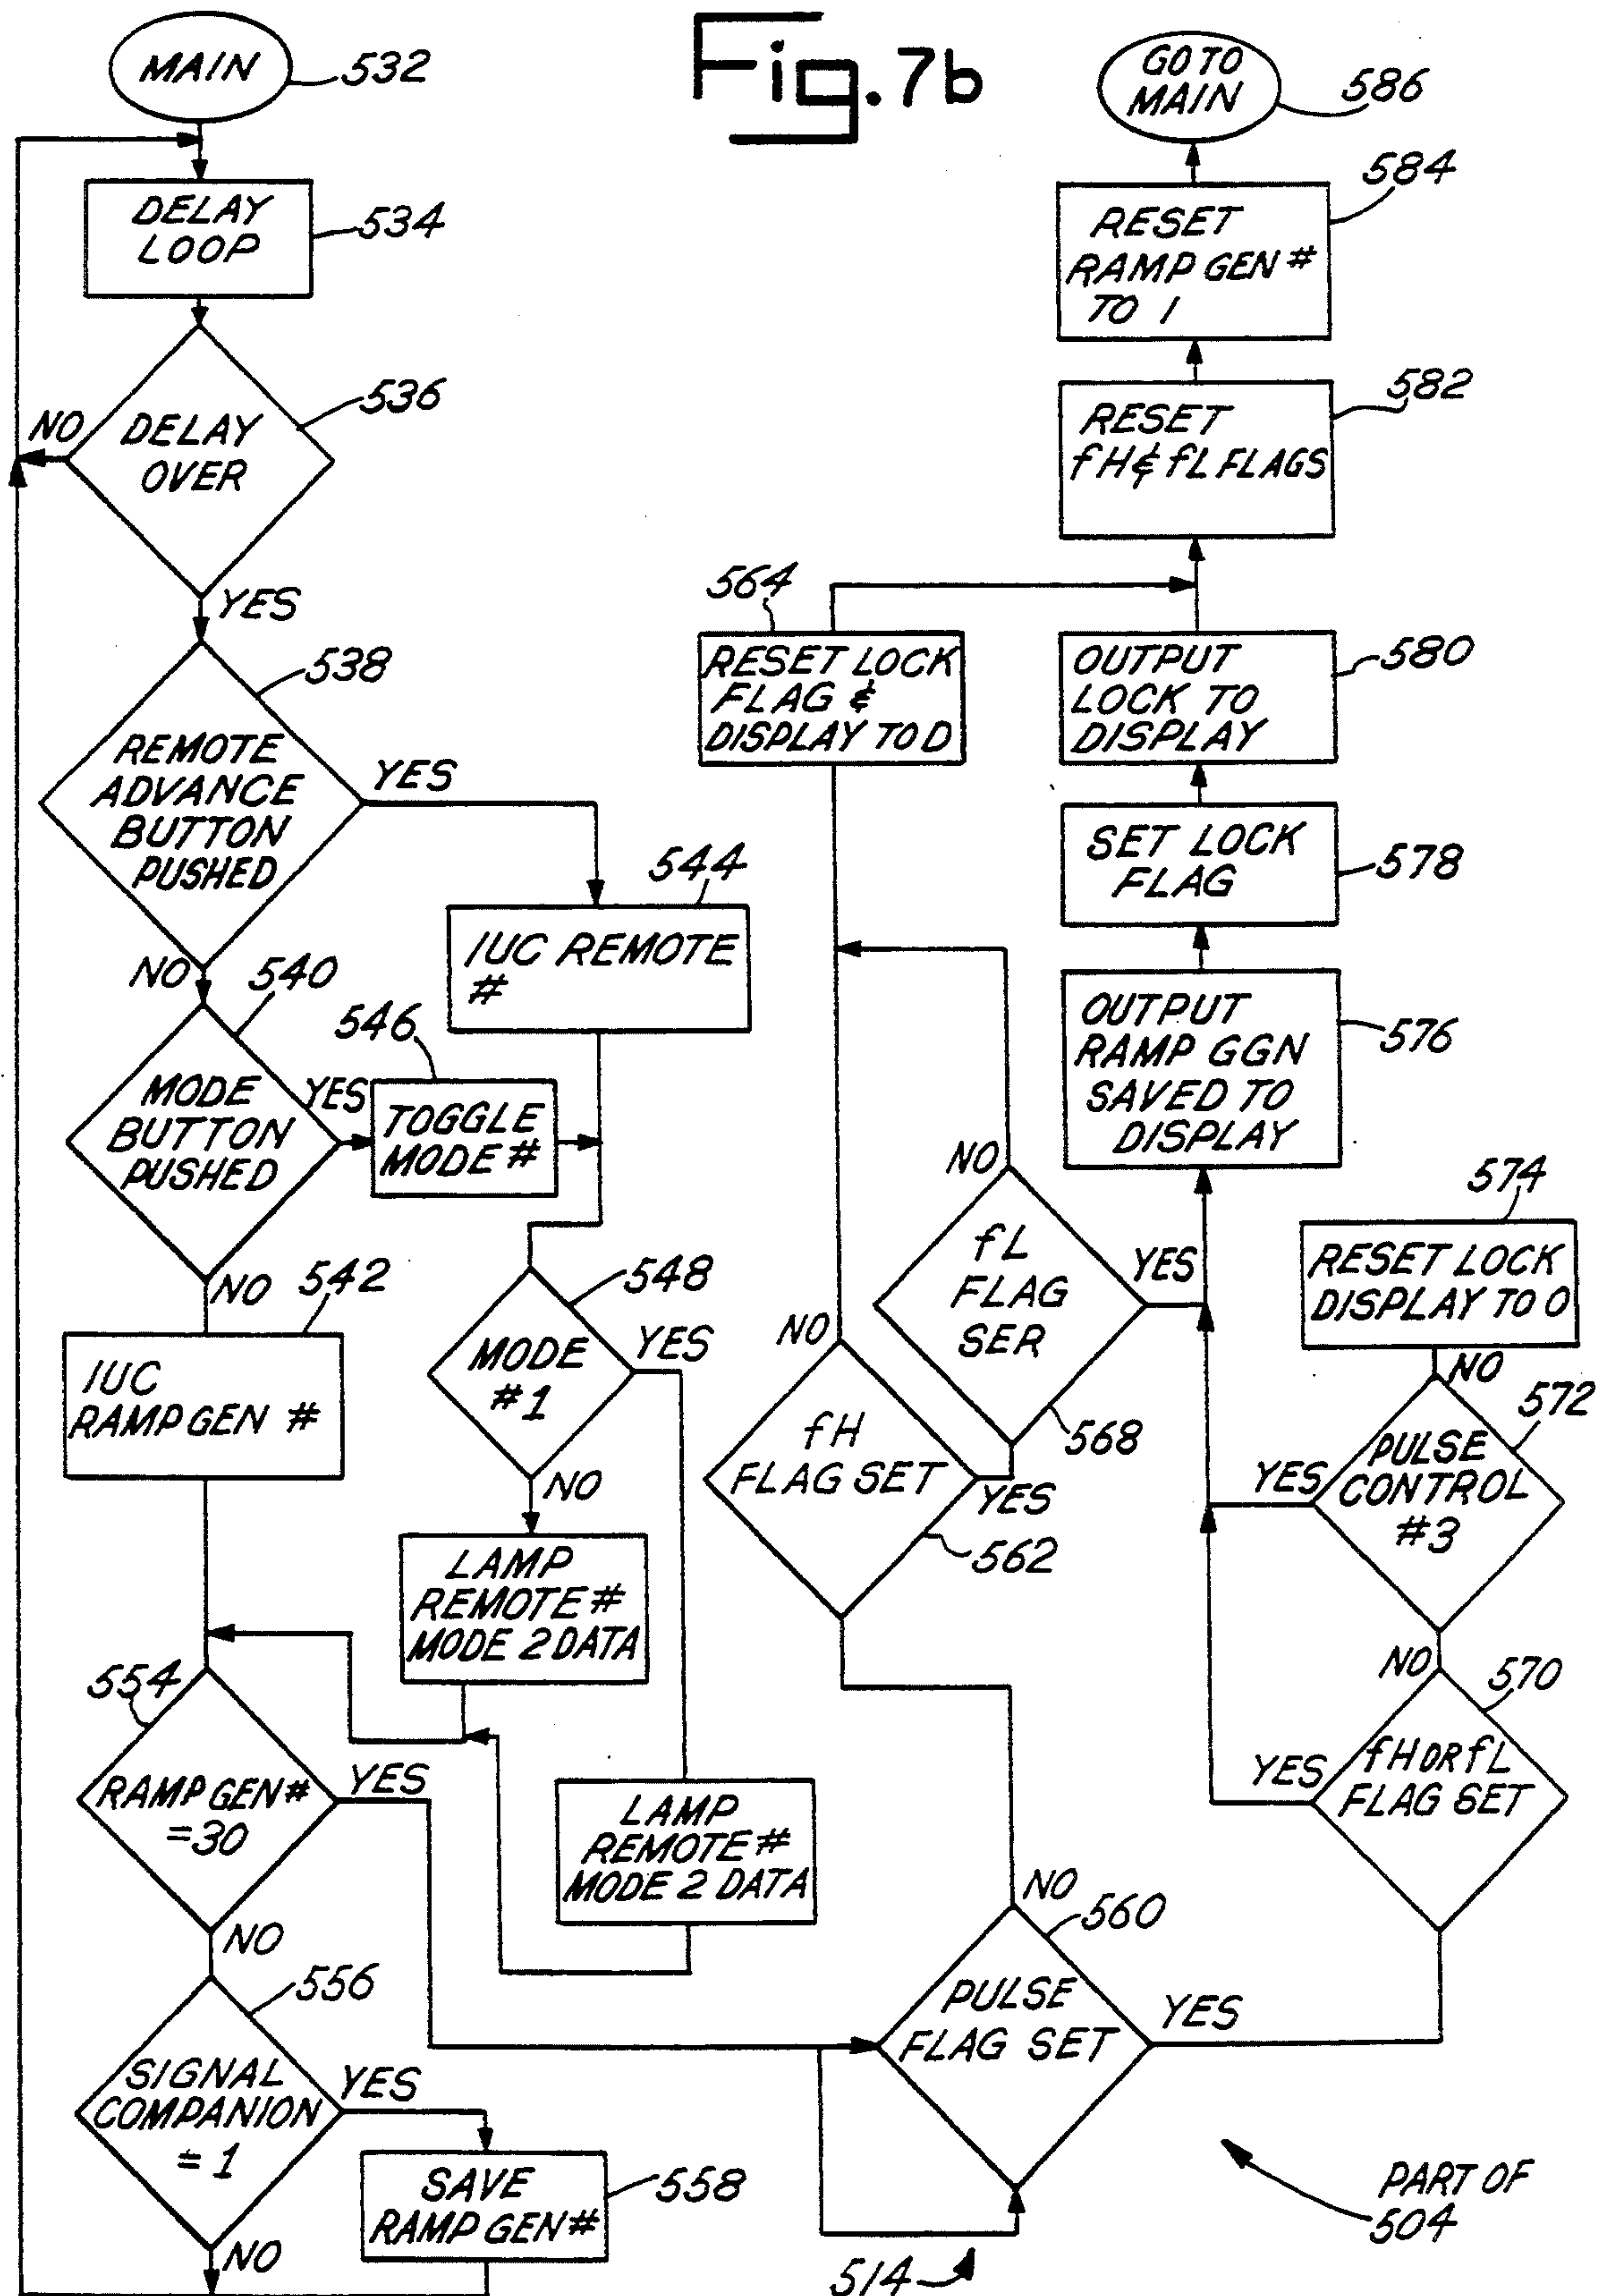 Fig. 7b
MAIN
532
DELAY
LOOP
534
DELAY
OVER
536
NO
YES
REMOTE
ADVANCE
BUTTON
PUSHED
538
YES
NO
544
IUC REMOTE
#
540
MODE
BUTTON
PUSHED
YES
546
TOGGLE
MODE #
NO
542
IUC
RAMP GEN #
548
MODE
#1
YES
NO
LAMP
REMOTE #
MODE 2 DATA
LAMP
REMOTE #
MODE 2 DATA
554
RAMP GEN #
=30
YES
NO
556
SIGNAL
COMPANION
= 1
YES
NO
SAVE
RAMP GEN #
558
GO TO
MAIN
586
RESET
RAMP GEN #
TO 1
584
RESET
fH & fL FLAGS
582
564
RESET LOCK
FLAG &
DISPLAY TO D
OUTPUT
LOCK TO
DISPLAY
580
SET LOCK
FLAG
578
OUTPUT
RAMP GGN
SAVED TO
DISPLAY
576
NO
fL
FLAG
SER
YES
568
574
RESET LOCK
DISPLAY TO 0
NO
572
PULSE
CONTROL
#3
YES
NO
fH
FLAG SET
YES
562
NO
570
fH OR fL
FLAG SET
YES
NO
560
PULSE
FLAG SET
YES
514
PART OF
504